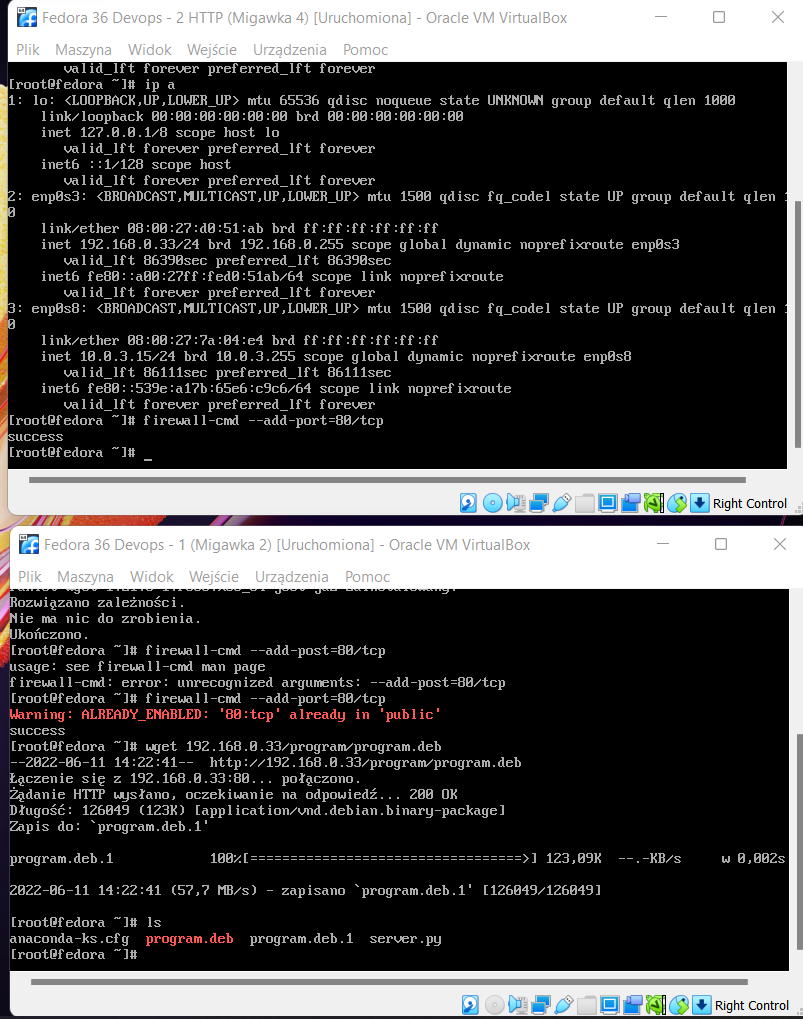 Fedora 36 Devops - 2 HTTP (Migawka 4) [Uruchomiona] - Oracle VM VirtualBox
Plik Maszyna Widok Wejście Urządzenia Pomoc
valid_lft forever preferred_lft forever
[root@fedora ~]# ip a
1: lo: <LOOPBACK,UP,LOWER_UP> mtu 65536 qdisc noqueue state UNKNOWN group default qlen 1000
link/loopback 00:00:00:00:00:00 brd 00:00:00:00:00:00
inet 127.0.0.1/8 scope host lo
valid_lft forever preferred_lft forever
inet6 ::1/128 scope host
valid_lft forever preferred_lft forever
2: enp0s3: <BROADCAST,MULTICAST,UP,LOWER_UP> mtu 1500 qdisc fq_codel state UP group default qlen 1
0
link/ether 08:00:27:d0:51:ab brd ff:ff:ff:ff:ff:ff
inet 192.168.0.33/24 brd 192.168.0.255 scope global dynamic noprefixroute enp0s3
valid_lft 86390sec preferred_lft 86390sec
inet6 fe80::a00:27ff:fed0:51ab/64 scope link noprefixroute
valid_lft forever preferred_lft forever
3: enp0s8: <BROADCAST,MULTICAST,UP,LOWER_UP> mtu 1500 qdisc fq_codel state UP group default qlen 1
0
link/ether 08:00:27:7a:04:e4 brd ff:ff:ff:ff:ff:ff
inet 10.0.3.15/24 brd 10.0.3.255 scope global dynamic noprefixroute enp0s8
valid_lft 86111sec preferred_lft 86111sec
inet6 fe80::539e:a17b:65e6:c9c6/64 scope link noprefixroute
valid_lft forever preferred_lft forever
[root@fedora ~]# firewall-cmd --add-port=80/tcp
success
[root@fedora ~]# _
Right Control
Fedora 36 Devops - 1 (Migawka 2) [Uruchomiona] - Oracle VM VirtualBox
Plik Maszyna Widok Wejście Urządzenia Pomoc
Rozwiązano zależności.
Nie ma nic do zrobienia.
Ukończono.
[root@fedora ~]# firewall-cmd --add-post=80/tcp
usage: see firewall-cmd man page
firewall-cmd: error: unrecognized arguments: --add-post=80/tcp
[root@fedora ~]# firewall-cmd --add-port=80/tcp
Warning: ALREADY_ENABLED: '80:tcp' already in 'public'
success
[root@fedora ~]# wget 192.168.0.33/program/program.deb
--2022-06-11 14:22:41-- http://192.168.0.33/program/program.deb
Łączenie się z 192.168.0.33:80... połączono.
Żądanie HTTP wysłano, oczekiwanie na odpowiedź... 200 OK
Długość: 126049 (123K) [application/vnd.debian.binary-package]
Zapis do: `program.deb.1'
program.deb.1 100%[==================================>] 123,09K --.-KB/s w 0,002s
2022-06-11 14:22:41 (57,7 MB/s) - zapisano `program.deb.1' [126049/126049]
[root@fedora ~]# ls
anaconda-ks.cfg program.deb program.deb.1 server.py
[root@fedora ~]#
Right Control